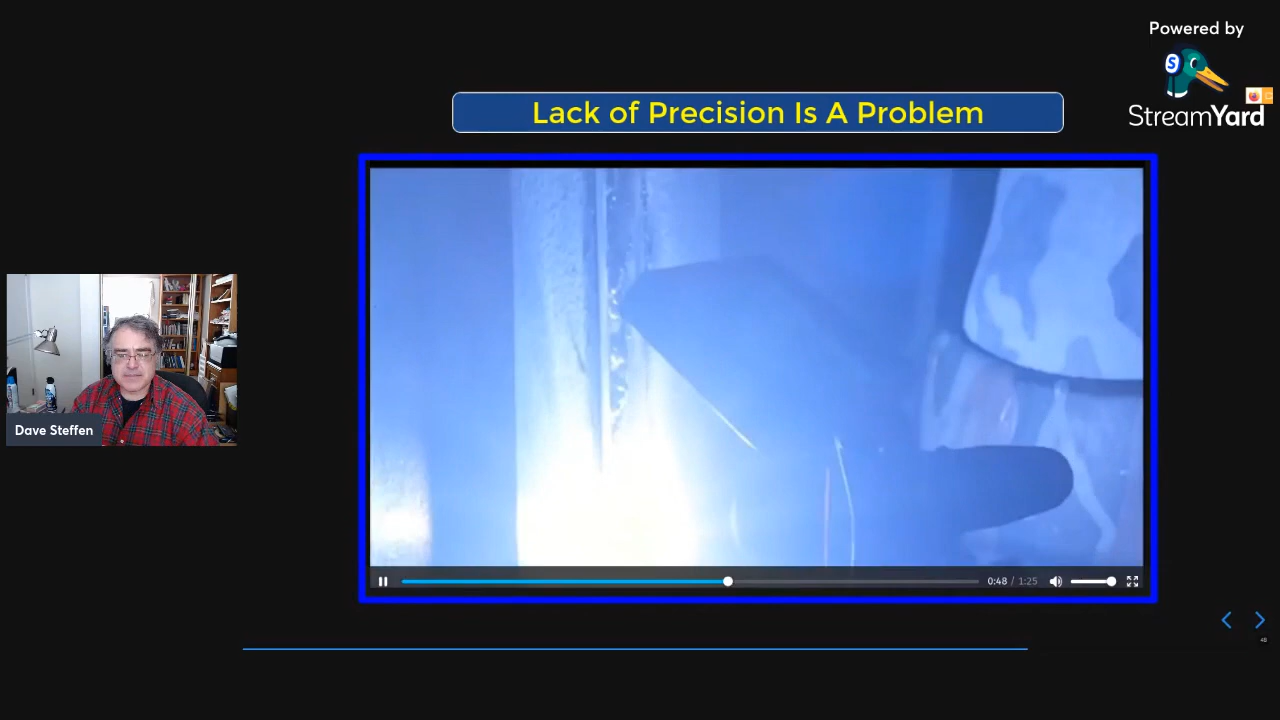 Powered by
StreamYard
Lack of Precision Is A Problem
Dave Steffen
0:48 / 1:25